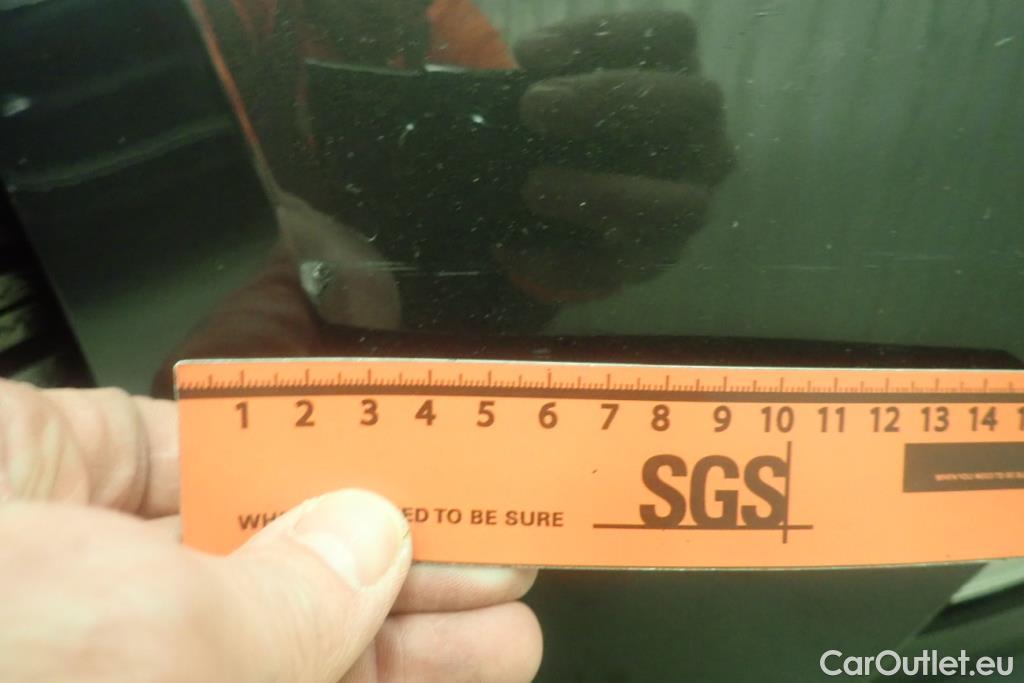 1 2 3 4 5 6 7 8 9 10 11 12 13 14
SGS
ED TO BE SURE
CarOutlet.eu